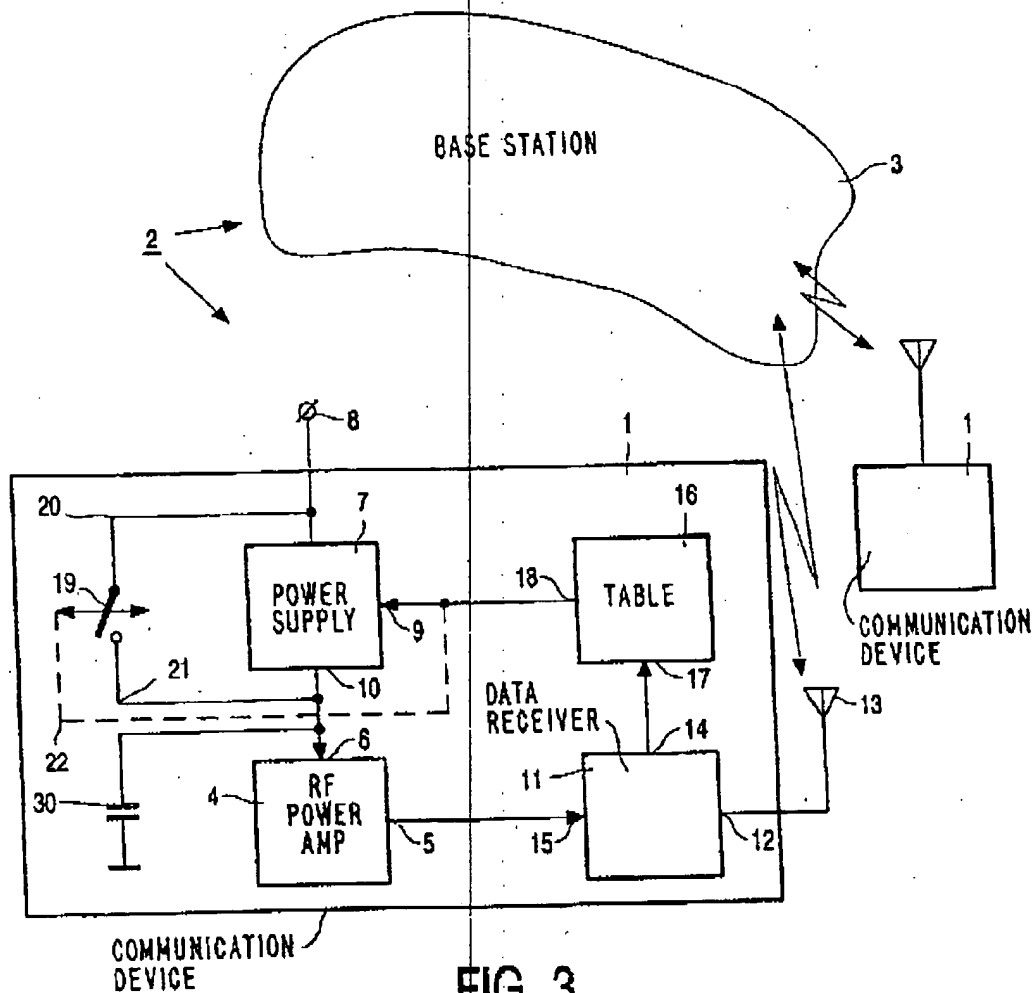 BASE STATION
3
2
8
1
1
20
7
16
19
POWER
SUPPLY
18
TABLE
9
COMMUNICATION
DEVICE
10
17
21
DATA
RECEIVER
13
22
6
14
4
RF
POWER
AMP
11
30
5
15
12
COMMUNICATION
DEVICE
FIG. 3